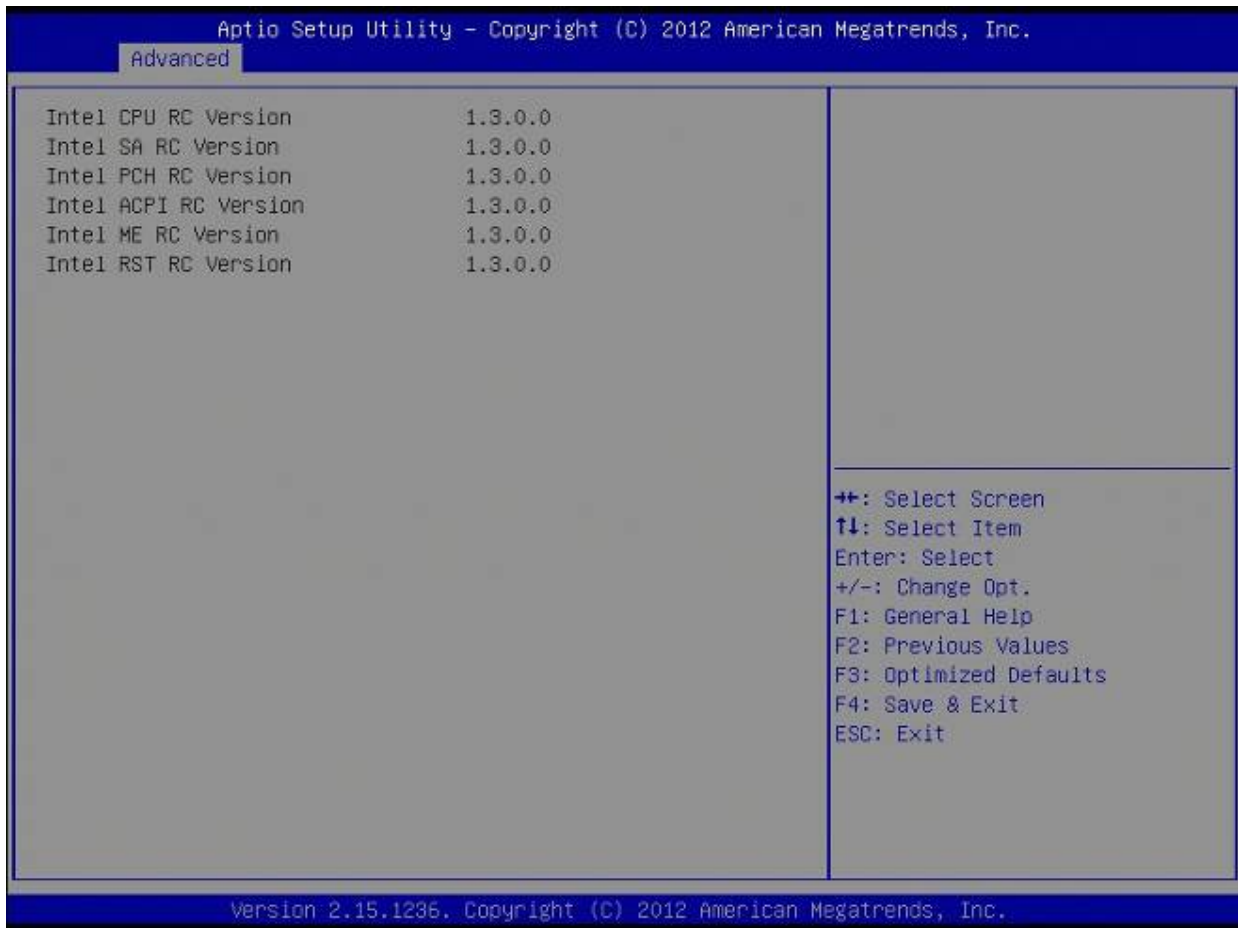 Aptio Setup Utility – Copyright (C) 2012 American Megatrends, Inc.
Advanced
Intel CPU RC Version 1.3.0.0
Intel SA RC Version 1.3.0.0
Intel PCH RC Version 1.3.0.0
Intel ACPI RC Version 1.3.0.0
Intel ME RC Version 1.3.0.0
Intel RST RC Version 1.3.0.0
→←: Select Screen
↑↓: Select Item
Enter: Select
+/-: Change Opt.
F1: General Help
F2: Previous Values
F3: Optimized Defaults
F4: Save & Exit
ESC: Exit
Version 2.15.1236. Copyright (C) 2012 American Megatrends, Inc.